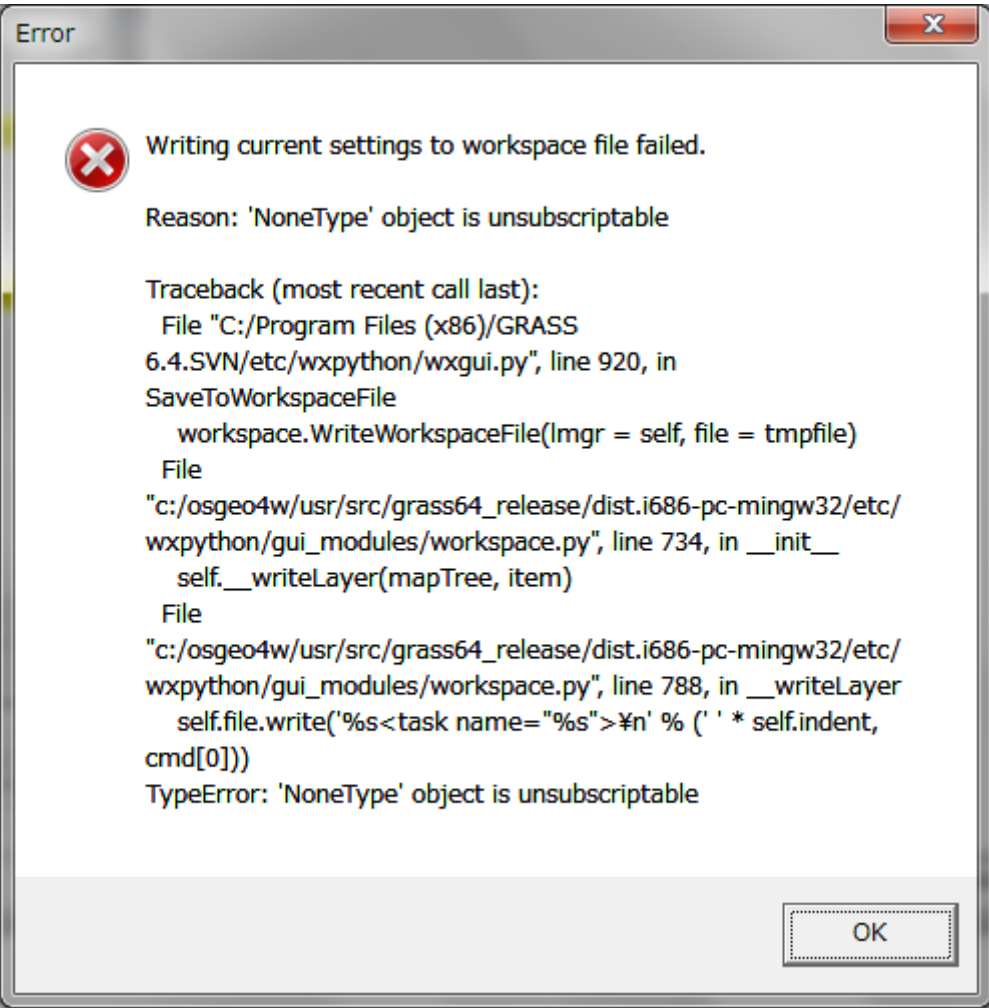 Error
Writing current settings to workspace file failed.
Reason: 'NoneType' object is unsubscriptable
Traceback (most recent call last):
File "C:/Program Files (x86)/GRASS
6.4.SVN/etc/wxpython/wxgui.py", line 920, in
SaveToWorkspaceFile
workspace.WriteWorkspaceFile(lmgr = self, file = tmpfile)
File
"c:/osgeo4w/usr/src/grass64_release/dist.i686-pc-mingw32/etc/
wxpython/gui_modules/workspace.py", line 734, in __init__
self.__writeLayer(mapTree, item)
File
"c:/osgeo4w/usr/src/grass64_release/dist.i686-pc-mingw32/etc/
wxpython/gui_modules/workspace.py", line 788, in __writeLayer
self.file.write('%s<task name="%s">¥n' % (' ' * self.indent,
cmd[0]))
TypeError: 'NoneType' object is unsubscriptable
OK